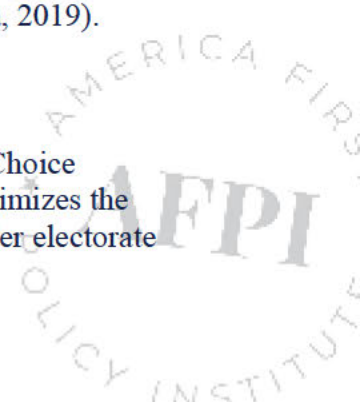 , 2019).
Choice
imizes the
er electorate
AMERICA FIRST
AFPI
POLICY INSTITUTE